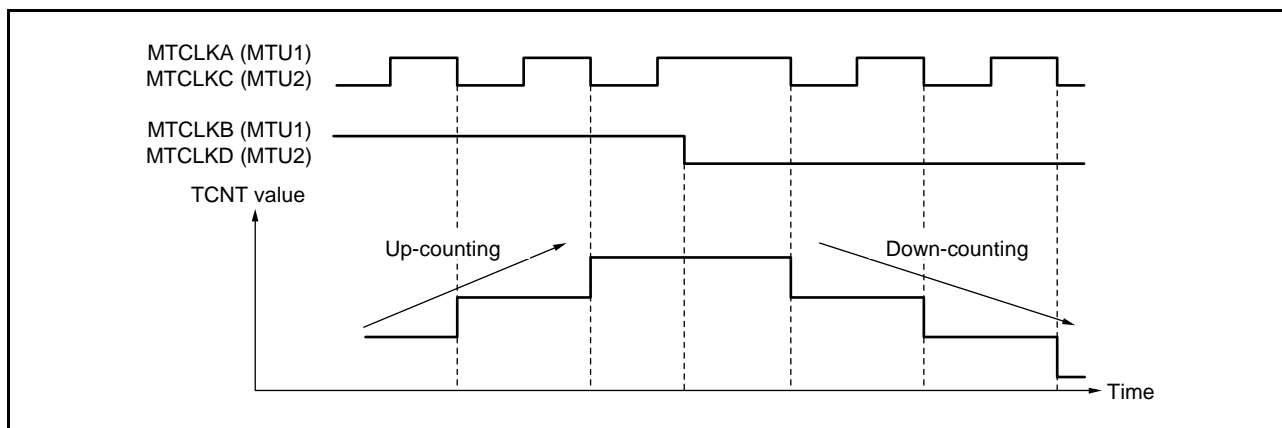 MTCLKA (MTU1)
MTCLKC (MTU2)
MTCLKB (MTU1)
MTCLKD (MTU2)
TCNT value
Up-counting
Down-counting
Time